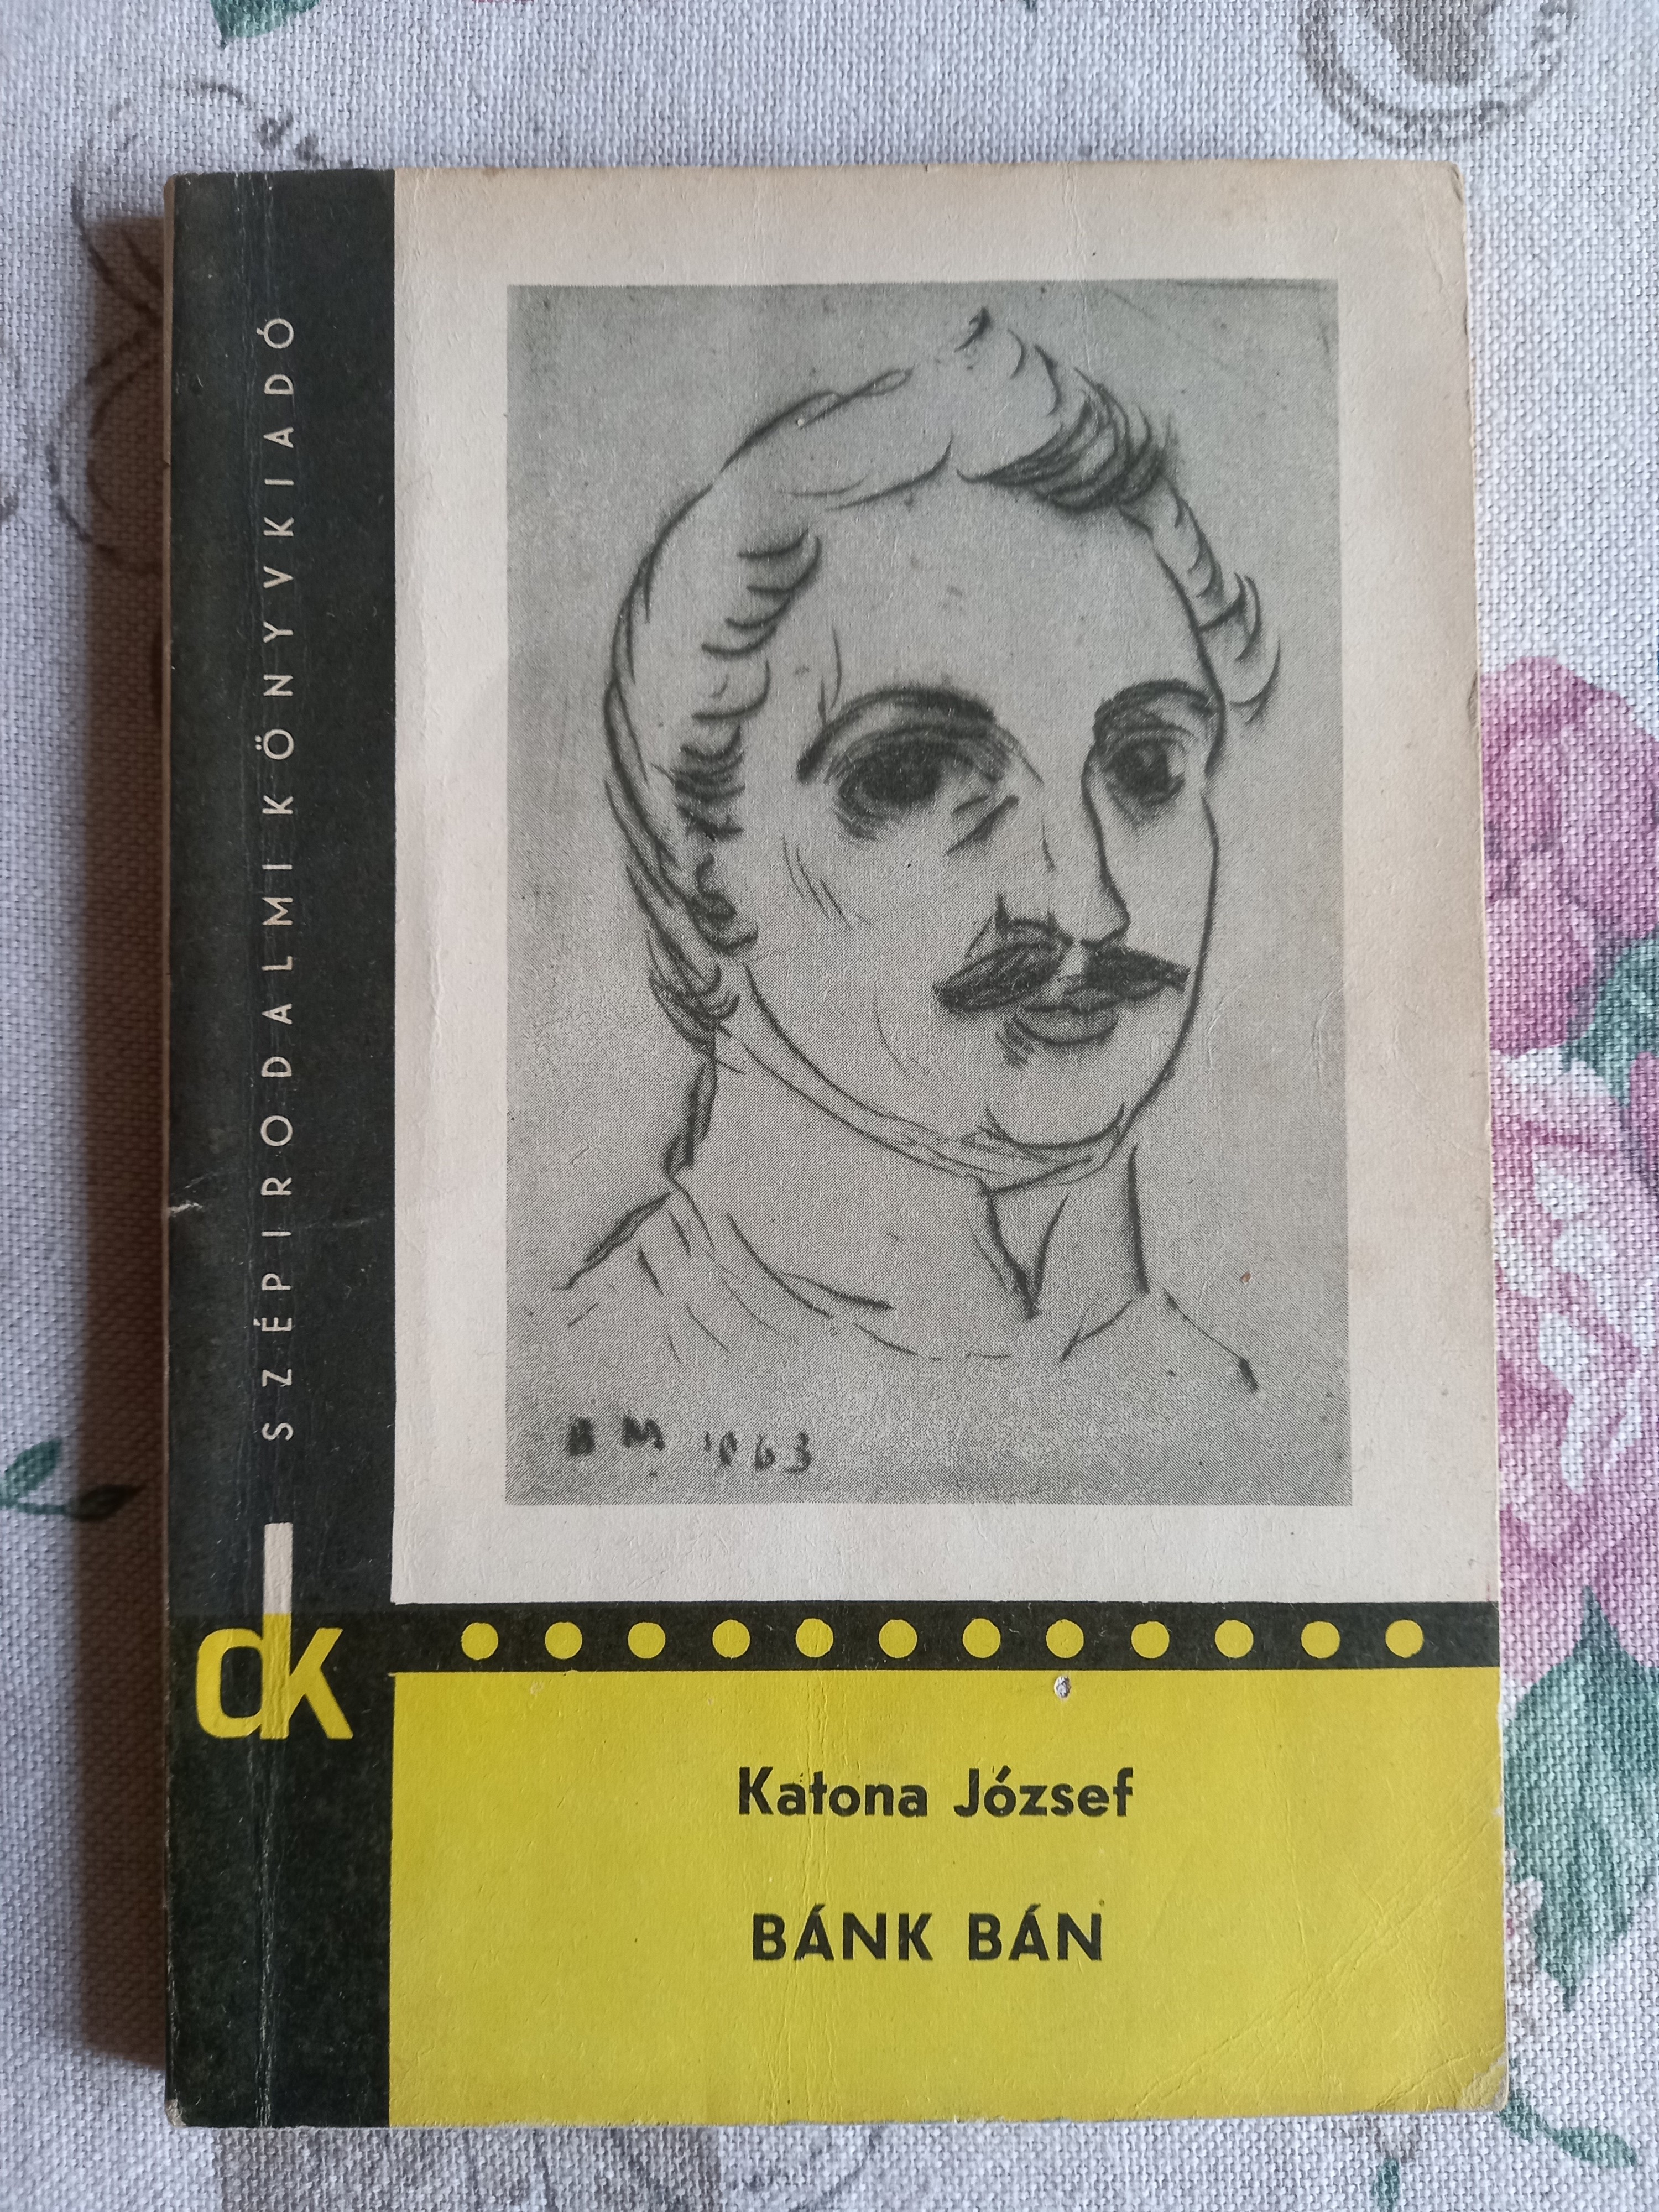 SZÉPIRODALMI KÖNYVKIADÓ
BM 1963
dK
Katona József
BÁNK BÁN